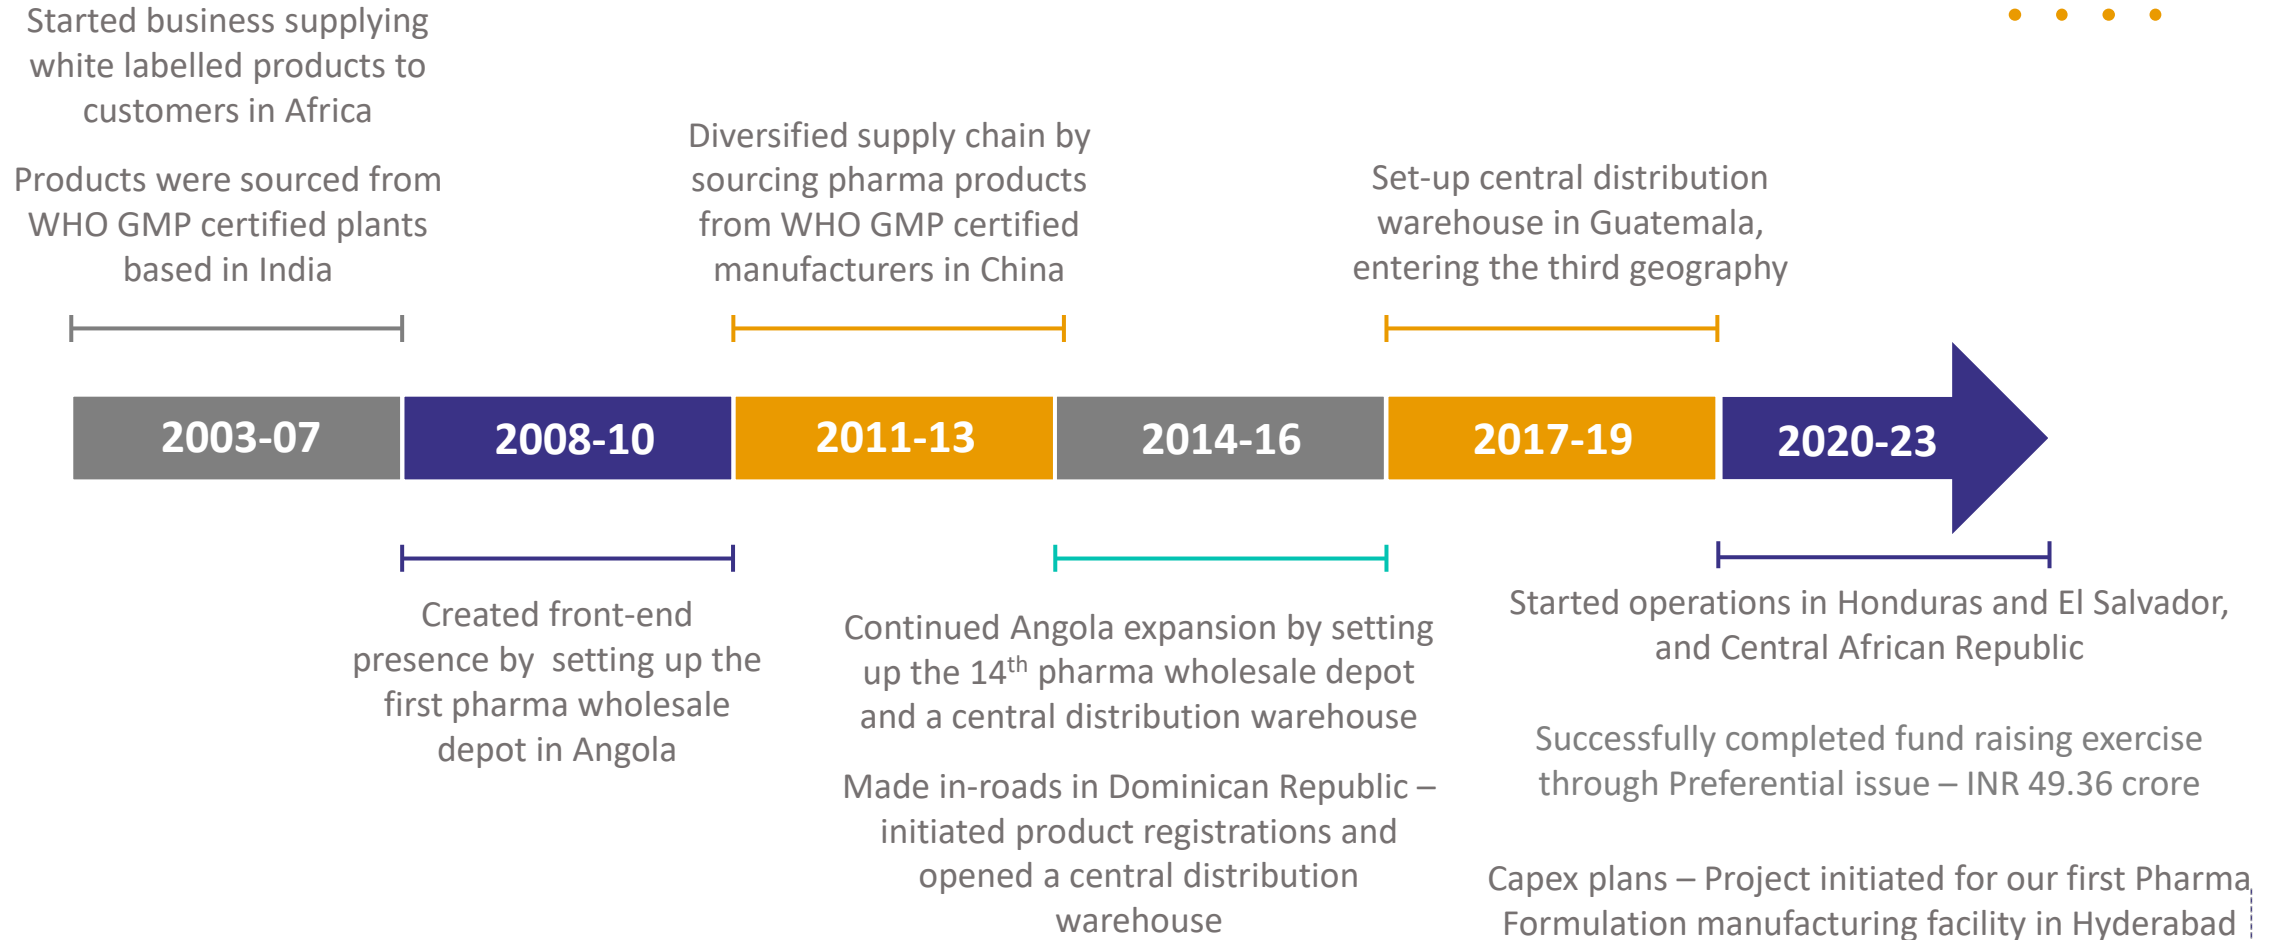 Started business supplying
white labelled products to
customers in Africa
Products were sourced from
WHO GMP certified plants
based in India
Diversified supply chain by
sourcing pharma products
from WHO GMP certified
manufacturers in China
Set-up central distribution
warehouse in Guatemala,
entering the third geography
2003-07
2008-10
2011-13
2014-16
2017-19
2020-23
Created front-end
presence by setting up the
first pharma wholesale
depot in Angola
Continued Angola expansion by setting
up the 14th pharma wholesale depot
and a central distribution warehouse
Made in-roads in Dominican Republic –
initiated product registrations and
opened a central distribution
warehouse
Started operations in Honduras and El Salvador,
and Central African Republic
Successfully completed fund raising exercise
through Preferential issue – INR 49.36 crore
Capex plans – Project initiated for our first Pharma
Formulation manufacturing facility in Hyderabad